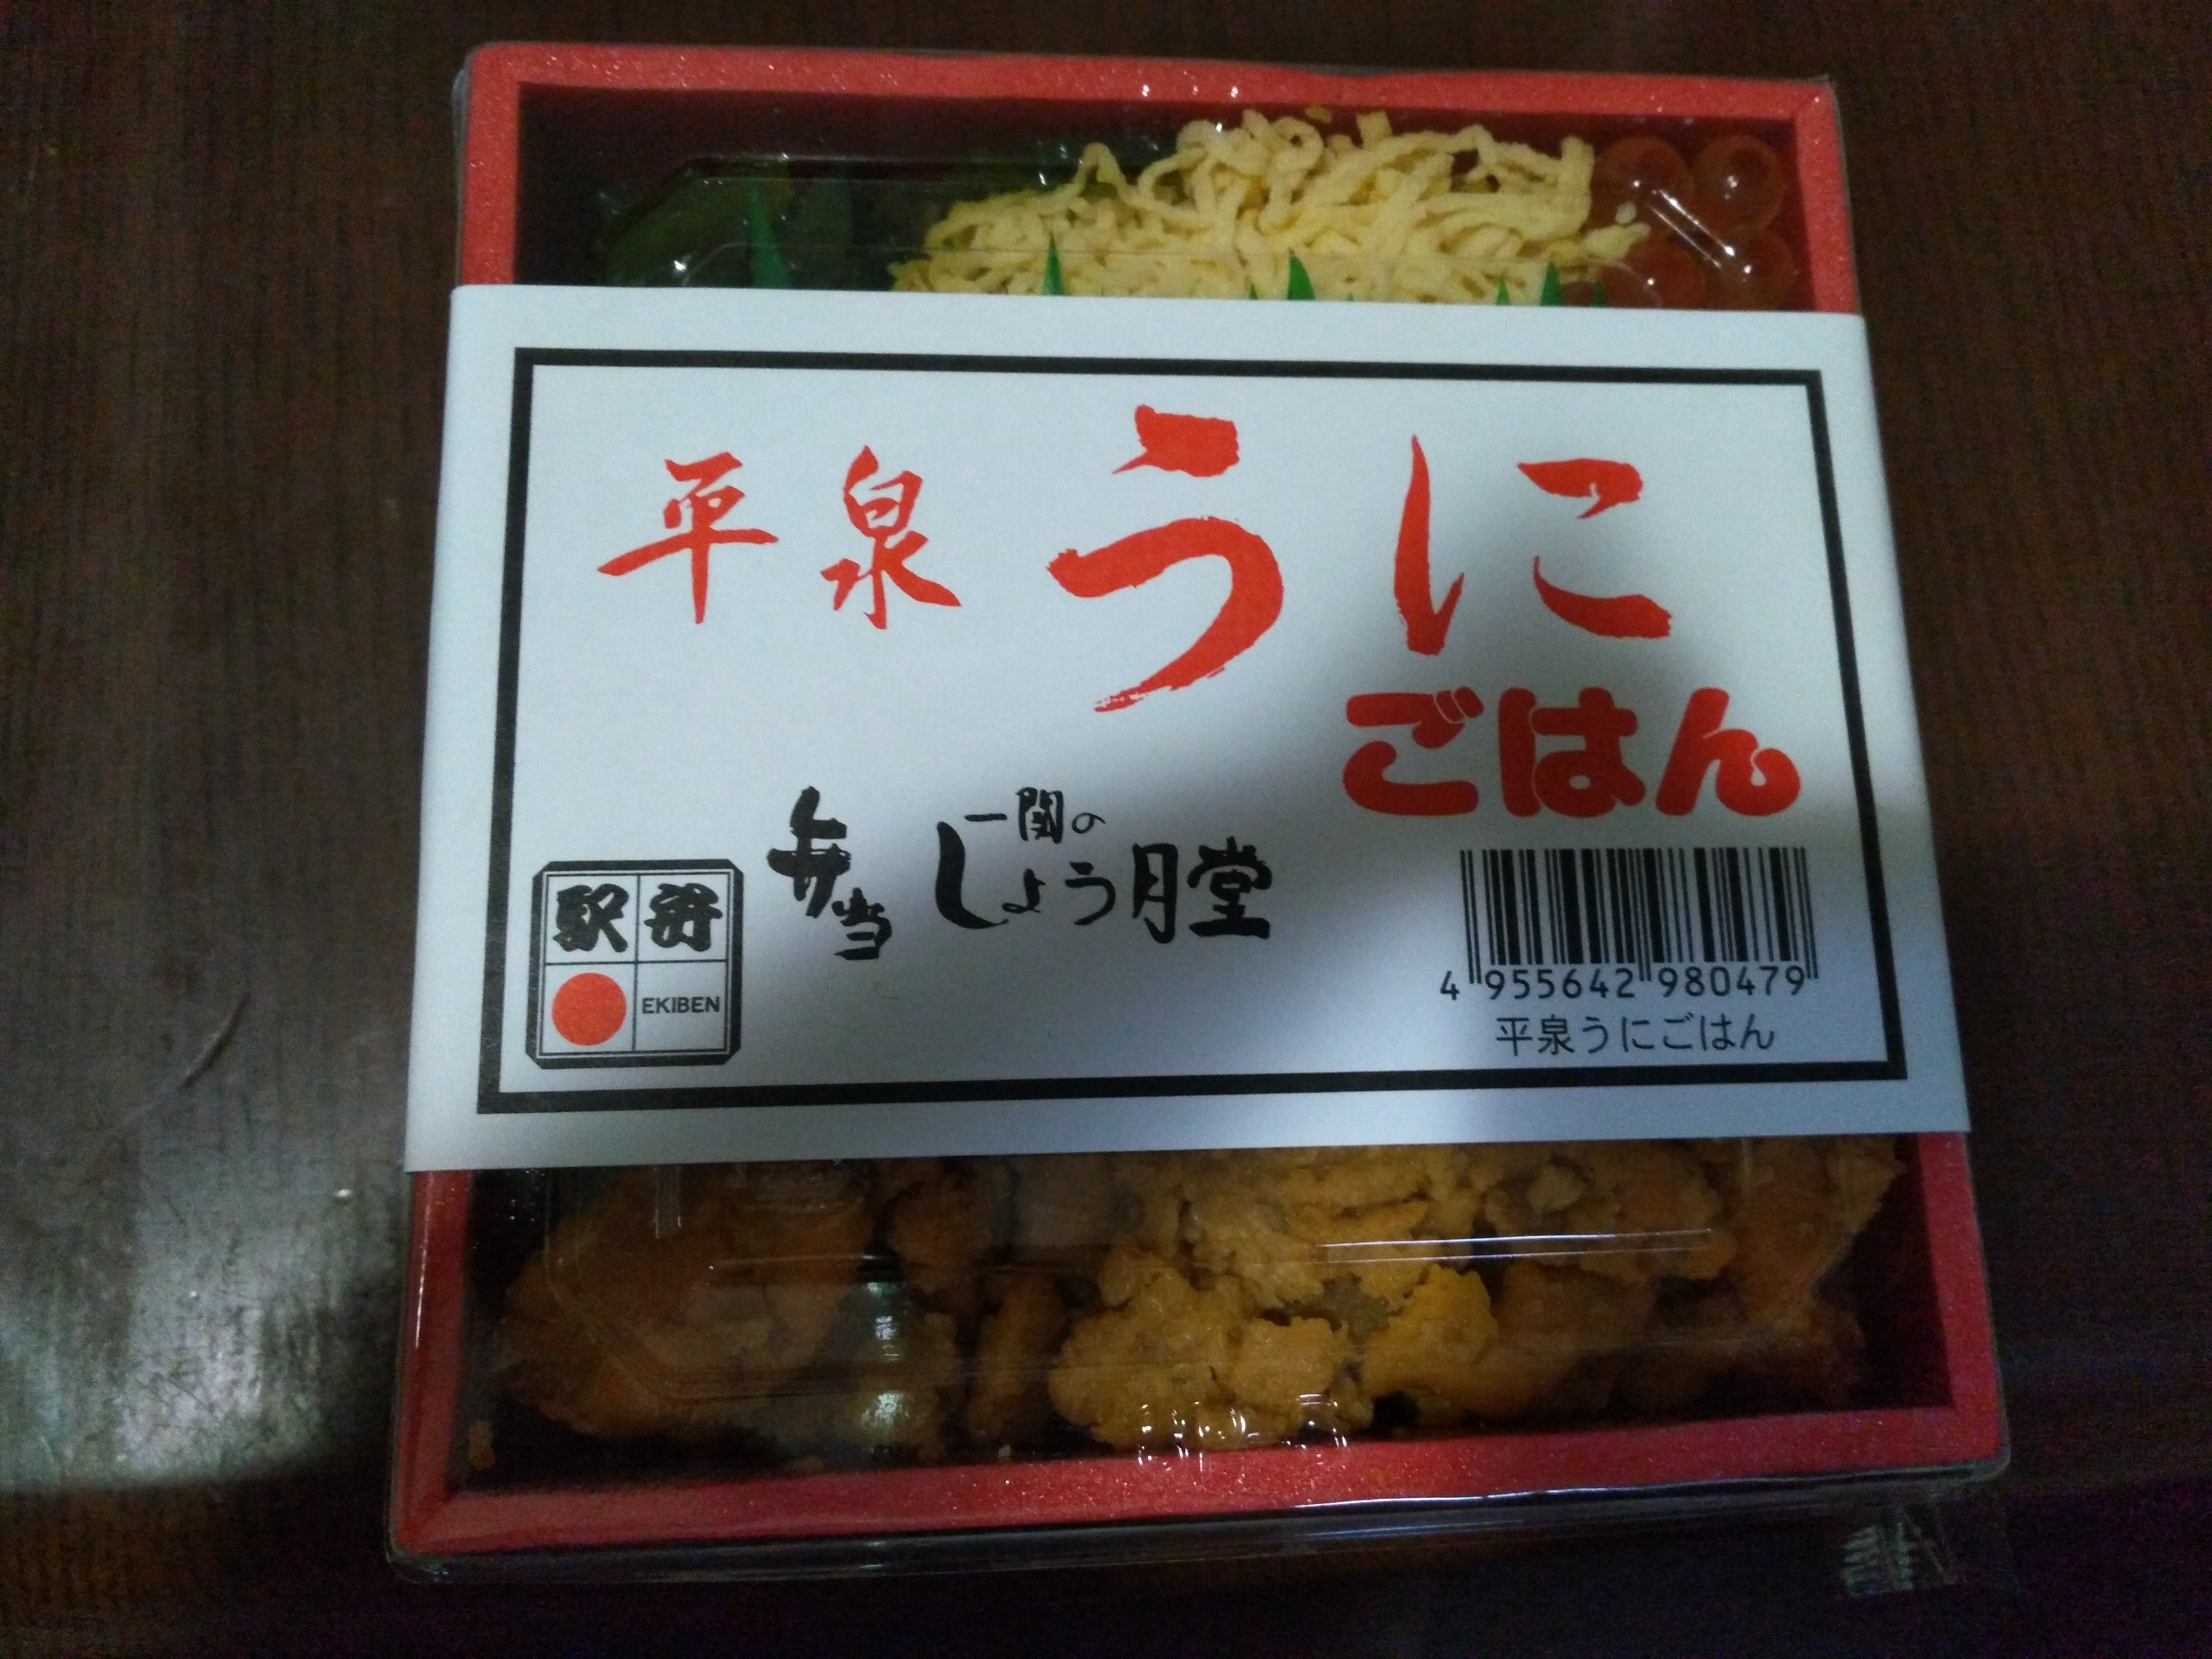 平泉うに
ごはん
弁当
一関の
しょう月堂
駅弁
EKIBEN
4 955642 980479
平泉うにごはん